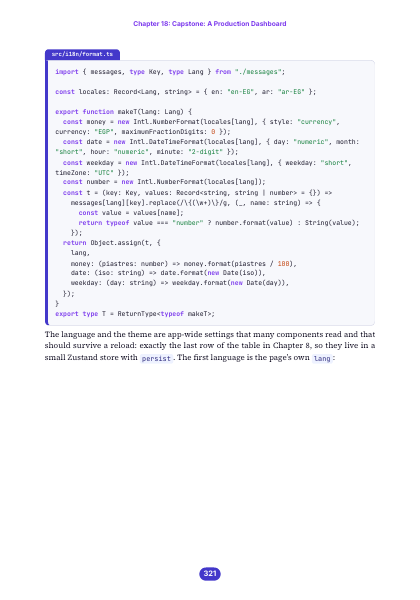 Chapter 18: Capstone: A Production Dashboard
src/i18n/format.ts
import { messages, type Key, type Lang } from "./messages";
const locales: Record<Lang, string> = { en: "en-EG", ar: "ar-EG" };
export function makeT(lang: Lang) {
const money = new Intl.NumberFormat(locales[lang], { style: "currency",
currency: "EGP", maximumFractionDigits: 0 });
const date = new Intl.DateTimeFormat(locales[lang], { day: "numeric", month:
"short", hour: "numeric", minute: "2-digit" });
const weekday = new Intl.DateTimeFormat(locales[lang], { weekday: "short",
timeZone: "UTC" });
const number = new Intl.NumberFormat(locales[lang]);
const t = (key: Key, values: Record<string, string | number> = {}) =>
messages[lang][key].replace(/\{(\w+)\}/g, (_, name: string) => {
const value = values[name];
return typeof value === "number" ? number.format(value) : String(value);
});
return Object.assign(t, {
lang,
money: (piastres: number) => money.format(piastres / 100),
date: (iso: string) => date.format(new Date(iso)),
weekday: (day: string) => weekday.format(new Date(day)),
});
}
export type T = ReturnType<typeof makeT>;
The language and the theme are app-wide settings that many components read and that
should survive a reload: exactly the last row of the table in Chapter 8, so they live in a
small Zustand store with persist. The first language is the page's own lang:
321